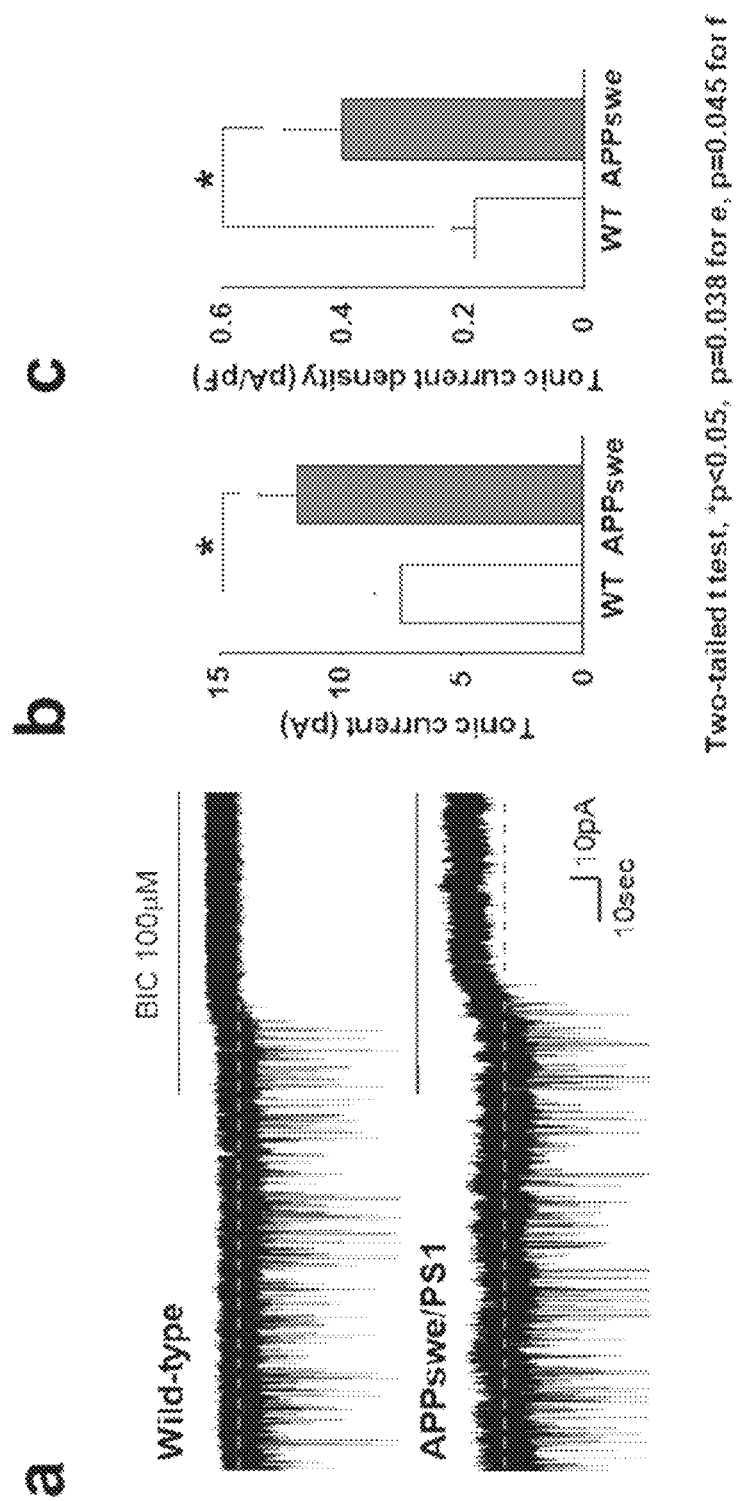 a
Wild-type
BIC 100µM
APPswe/PS1
10pA
10sec
b
Tonic current (pA)
15
10
5
0
WT APPswe
*
c
Tonic current density (pA/pF)
0.6
0.4
0.2
0
WT APPswe
*
Two-tailed t test, *p<0.05, p=0.038 for e, p=0.045 for f